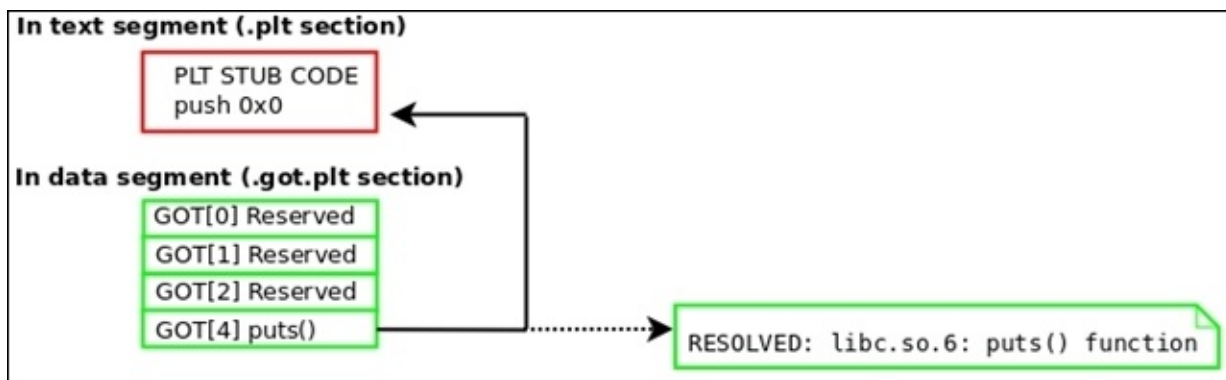 In text segment (.plt section)
PLT STUB CODE
push 0x0
In data segment (.got.plt section)
GOT[0] Reserved
GOT[1] Reserved
GOT[2] Reserved
GOT[4] puts()
RESOLVED: libc.so.6: puts() function